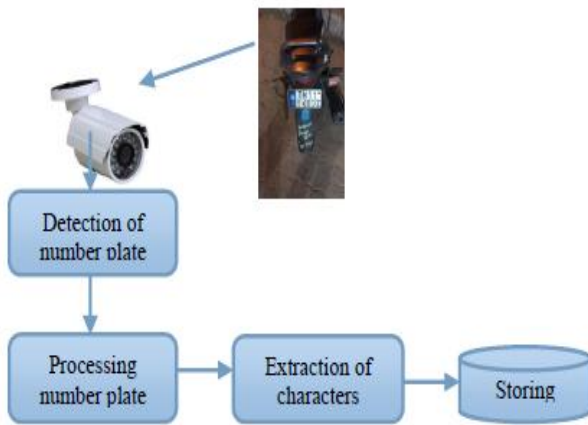 Detection of
number plate
Processing
number plate
Extraction of
characters
Storing